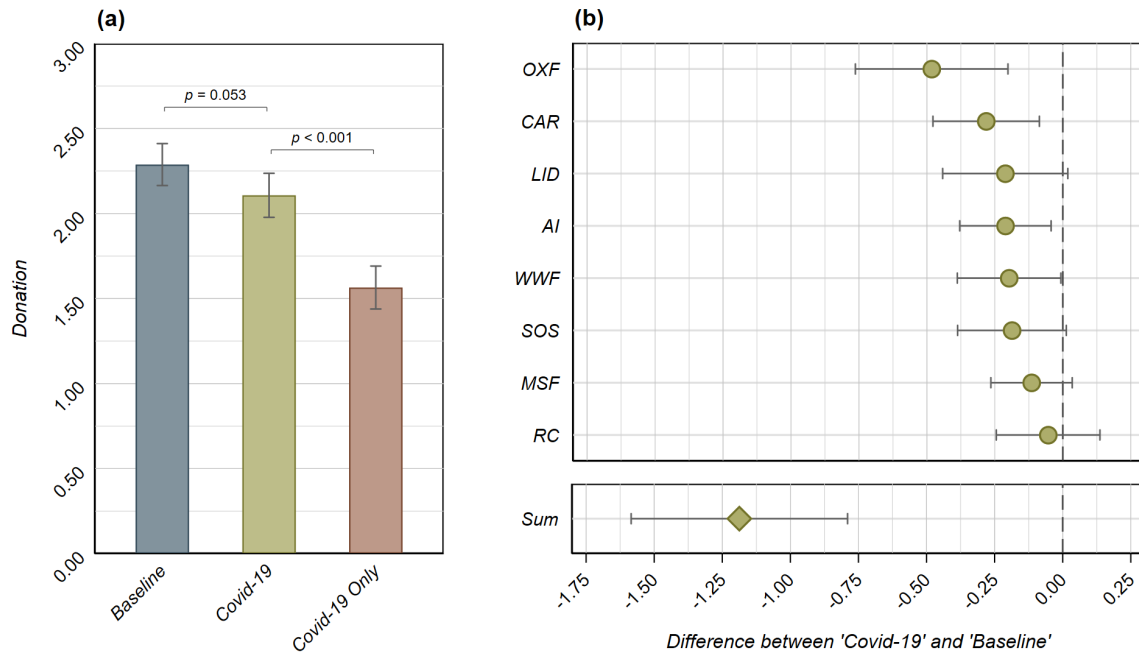 (a)
3.00
2.50
2.00
1.50
1.00
0.50
0.00
Donation
p = 0.053
p < 0.001
Baseline
Covid-19
Covid-19 Only
(b)
OXF
CAR
LID
AI
WWF
SOS
MSF
RC
Sum
-1.75
-1.50
-1.25
-1.00
-0.75
-0.50
-0.25
0.00
0.25
Difference between 'Covid-19' and 'Baseline'